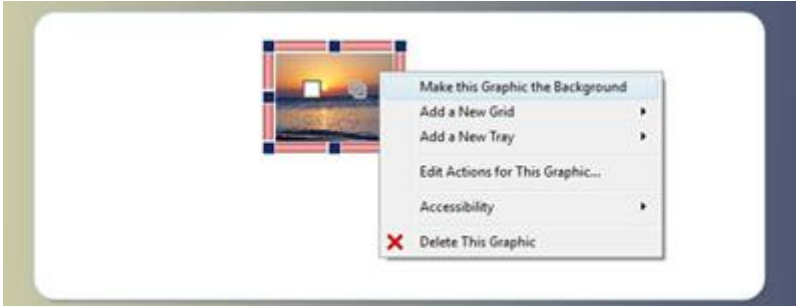 Make this Graphic the Background
Add a New Grid
Add a New Tray
Edit Actions for This Graphic...
Accessibility
Delete This Graphic